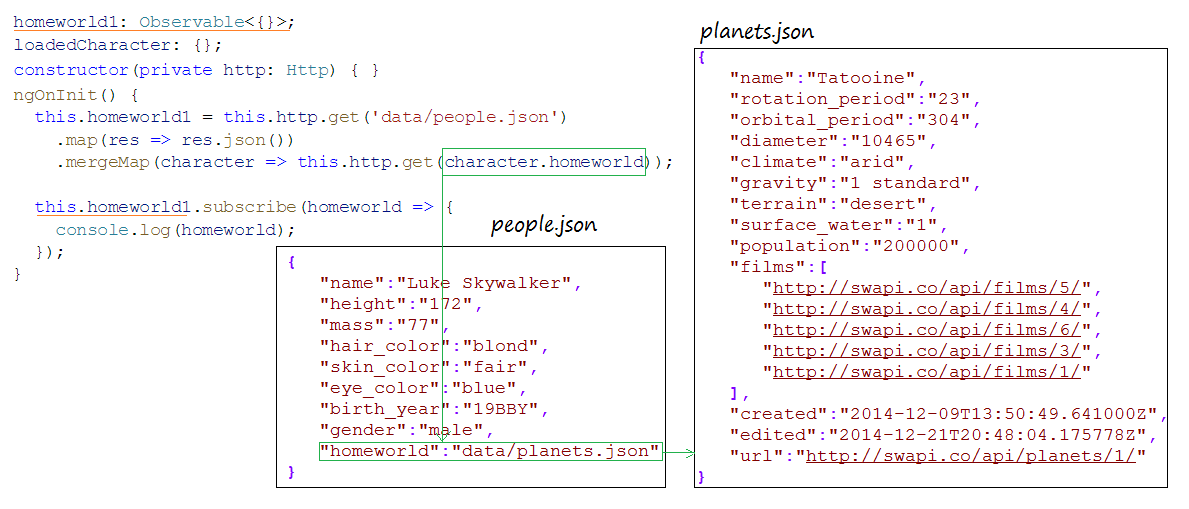 homeworld1: Observable<{}>;
loadedCharacter: {};
constructor(private http: Http) { }
ngOnInit() {
  this.homeworld1 = this.http.get('data/people.json')
    .map(res => res.json())
    .mergeMap(character => this.http.get(character.homeworld));
  this.homeworld1.subscribe(homeworld => {
    console.log(homeworld);
  });
}
people.json
{
   "name":"Luke Skywalker",
   "height":"172",
   "mass":"77",
   "hair_color":"blond",
   "skin_color":"fair",
   "eye_color":"blue",
   "birth_year":"19BBY",
   "gender":"male",
   "homeworld":"data/planets.json"
}
planets.json
{
   "name":"Tatooine",
   "rotation_period":"23",
   "orbital_period":"304",
   "diameter":"10465",
   "climate":"arid",
   "gravity":"1 standard",
   "terrain":"desert",
   "surface_water":"1",
   "population":"200000",
   "films":[
      "http://swapi.co/api/films/5/",
      "http://swapi.co/api/films/4/",
      "http://swapi.co/api/films/6/",
      "http://swapi.co/api/films/3/",
      "http://swapi.co/api/films/1/"
   ],
   "created":"2014-12-09T13:50:49.641000Z",
   "edited":"2014-12-21T20:48:04.175778Z",
   "url":"http://swapi.co/api/planets/1/"
}